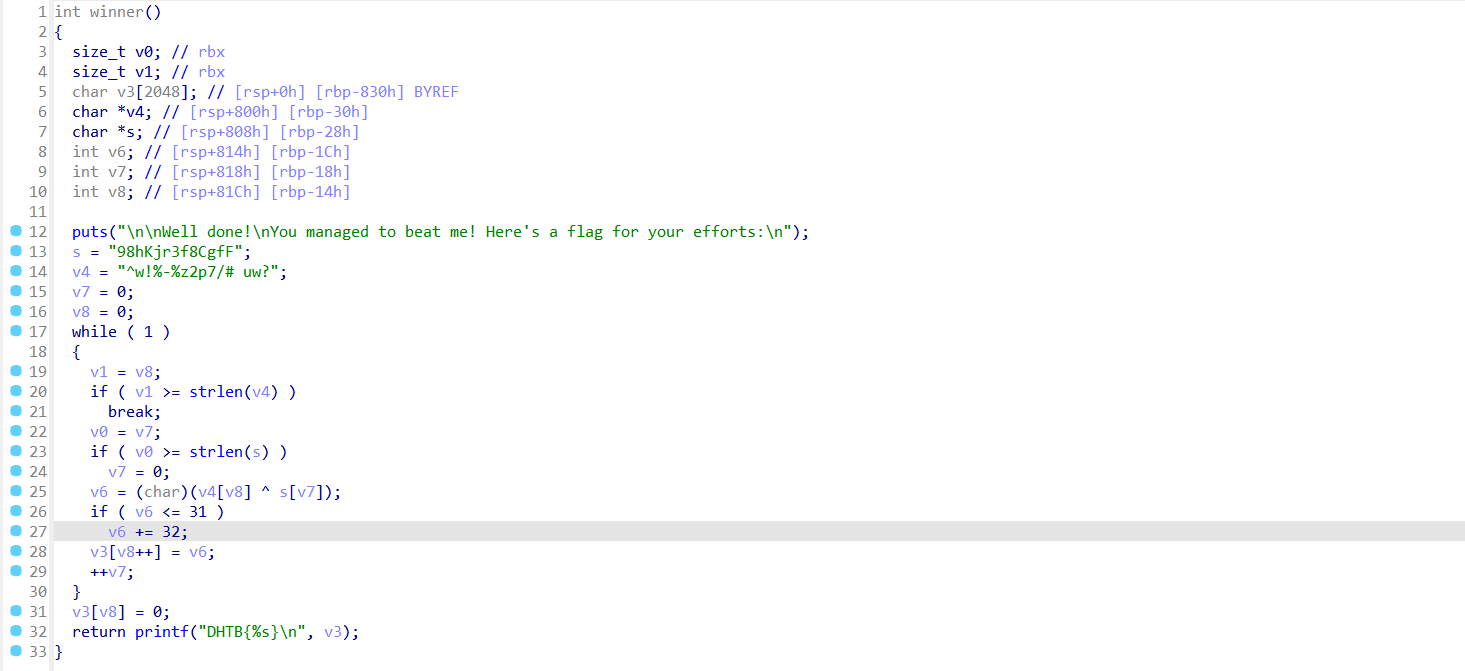 1 int winner()
2 {
3   size_t v0; // rbx
4   size_t v1; // rbx
5   char v3[2048]; // [rsp+0h] [rbp-830h] BYREF
6   char *v4; // [rsp+800h] [rbp-30h]
7   char *s; // [rsp+808h] [rbp-28h]
8   int v6; // [rsp+814h] [rbp-1Ch]
9   int v7; // [rsp+818h] [rbp-18h]
10   int v8; // [rsp+81Ch] [rbp-14h]
11
12   puts("\n\nWell done!\nYou managed to beat me! Here's a flag for your efforts:\n");
13   s = "98hKjr3f8CgfF";
14   v4 = "^w!%-%z2p7/# uw?";
15   v7 = 0;
16   v8 = 0;
17   while ( 1 )
18   {
19     v1 = v8;
20     if ( v1 >= strlen(v4) )
21       break;
22     v0 = v7;
23     if ( v0 >= strlen(s) )
24       v7 = 0;
25     v6 = (char)(v4[v8] ^ s[v7]);
26     if ( v6 <= 31 )
27       v6 += 32;
28     v3[v8++] = v6;
29     ++v7;
30   }
31   v3[v8] = 0;
32   return printf("DHTB{%s}\n", v3);
33 }